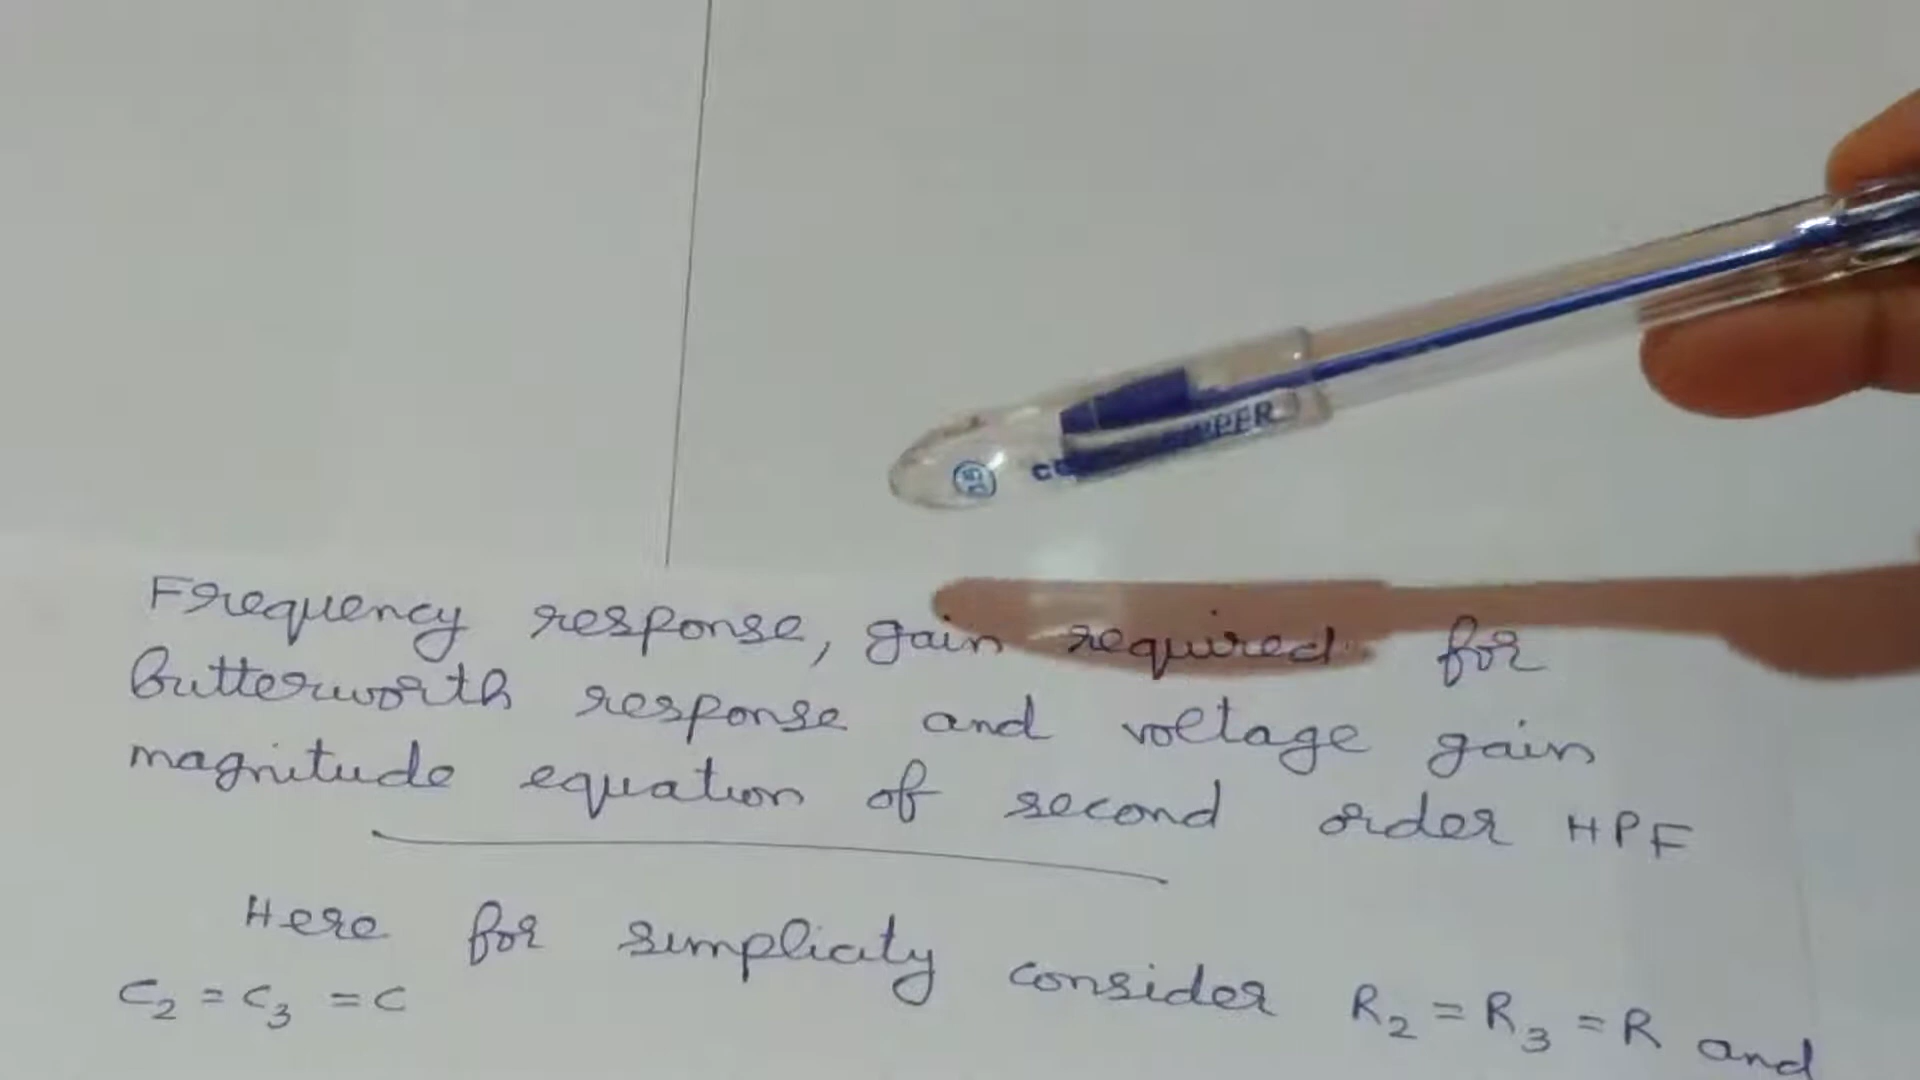 Frequency response, gain required for
butterworth response and voltage gain
magnitude equation of second order HPF
Here for simplicity consider R₂ = R₃ = R and
C₂ = C₃ = C